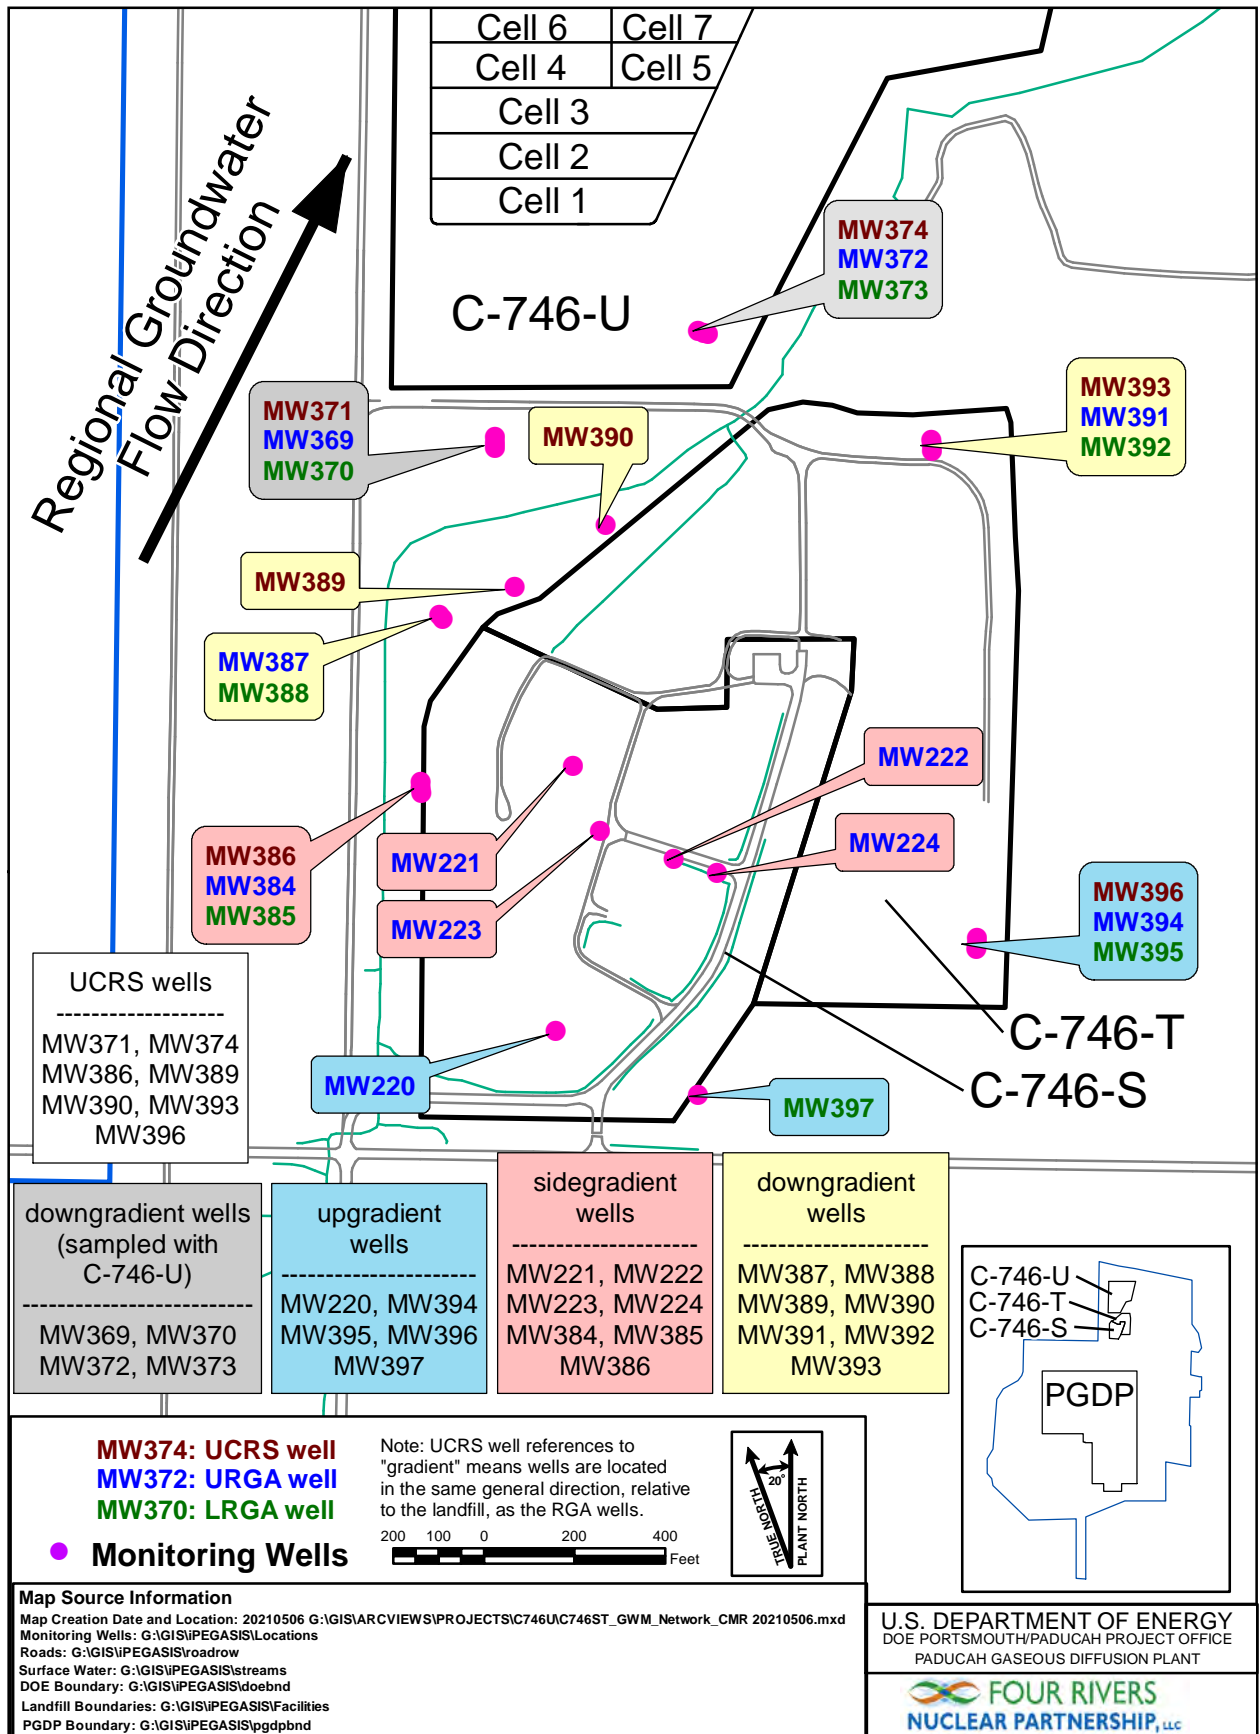 Cell 6
Cell 7
Cell 4
Cell 5
Cell 3
Cell 2
Cell 1
Regional Groundwater
Flow Direction
C-746-U
MW374
MW372
MW373
MW371
MW369
MW370
MW390
MW393
MW391
MW392
MW389
MW387
MW388
MW222
MW224
MW386
MW384
MW385
MW221
MW223
MW396
MW394
MW395
MW220
MW397
C-746-T
C-746-S
UCRS wells
-------------------
MW371, MW374
MW386, MW389
MW390, MW393
MW396
downgradient wells
(sampled with
C-746-U)
--------------------------
MW369, MW370
MW372, MW373
upgradient
wells
----------------------
MW220, MW394
MW395, MW396
MW397
sidegradient
wells
---------------------
MW221, MW222
MW223, MW224
MW384, MW385
MW386
downgradient
wells
---------------------
MW387, MW388
MW389, MW390
MW391, MW392
MW393
C-746-U
C-746-T
C-746-S
PGDP
MW374: UCRS well
MW372: URGA well
MW370: LRGA well
Monitoring Wells
Note: UCRS well references to
"gradient" means wells are located
in the same general direction, relative
to the landfill, as the RGA wells.
200 100 0 200 400
Feet
20°
TRUE NORTH
PLANT NORTH
Map Source Information
Map Creation Date and Location: 20210506 G:\GIS\ARCVIEWS\PROJECTS\C746U\C746ST_GWM_Network_CMR 20210506.mxd
Monitoring Wells: G:\GIS\iPEGASIS\Locations
Roads: G:\GIS\iPEGASIS\roadrow
Surface Water: G:\GIS\iPEGASIS\streams
DOE Boundary: G:\GIS\iPEGASIS\doebnd
Landfill Boundaries: G:\GIS\iPEGASIS\Facilities
PGDP Boundary: G:\GIS\iPEGASIS\pgdpbnd
U.S. DEPARTMENT OF ENERGY
DOE PORTSMOUTH/PADUCAH PROJECT OFFICE
PADUCAH GASEOUS DIFFUSION PLANT
FOUR RIVERS
NUCLEAR PARTNERSHIP, LLC